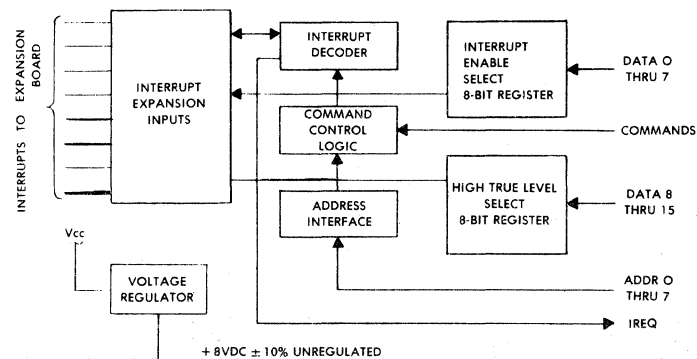 INTERRUPTS TO EXPANSION
BOARD
INTERRUPT
EXPANSION
INPUTS
INTERRUPT
DECODER
COMMAND
CONTROL
LOGIC
ADDRESS
INTERFACE
INTERRUPT
ENABLE
SELECT
8-BIT REGISTER
HIGH TRUE LEVEL
SELECT
8-BIT REGISTER
DATA O
THRU 7
COMMANDS
DATA 8
THRU 15
ADDR O
THRU 7
IREQ
Vcc
VOLTAGE
REGULATOR
+ 8VDC ± 10% UNREGULATED